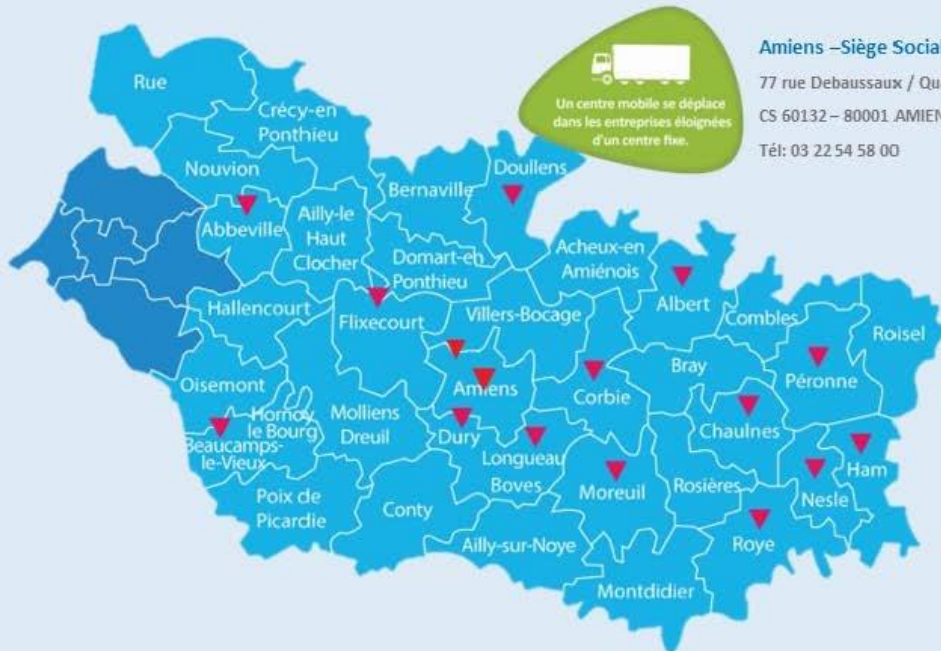 Amiens –Siège Social
77 rue Debaussaux / Qu
CS 60132 – 80001 AMIEN
Tél: 03 22 54 58 00
Un centre mobile se déplace
dans les entreprises éloignées
d'un centre fixe.
Rue
Crécy-en
Ponthieu
Nouvion
Abbeville
Ailly-le
Haut
Clocher
Bernaville
Doullens
Domart-en
Ponthieu
Acheux-en
Amiénois
Albert
Hallencourt
Flixecourt
Villers-Bocage
Combles
Roisel
Oisemont
Amiens
Corbie
Bray
Péronne
Hornoy
le Bourg
Molliens
Dreuil
Beaucamps-
le-Vieux
Dury
Longueau
Boves
Chaulnes
Moreuil
Rosières
Nesle
Ham
Poix de
Picardie
Conty
Ailly-sur-Noye
Roye
Montdidier